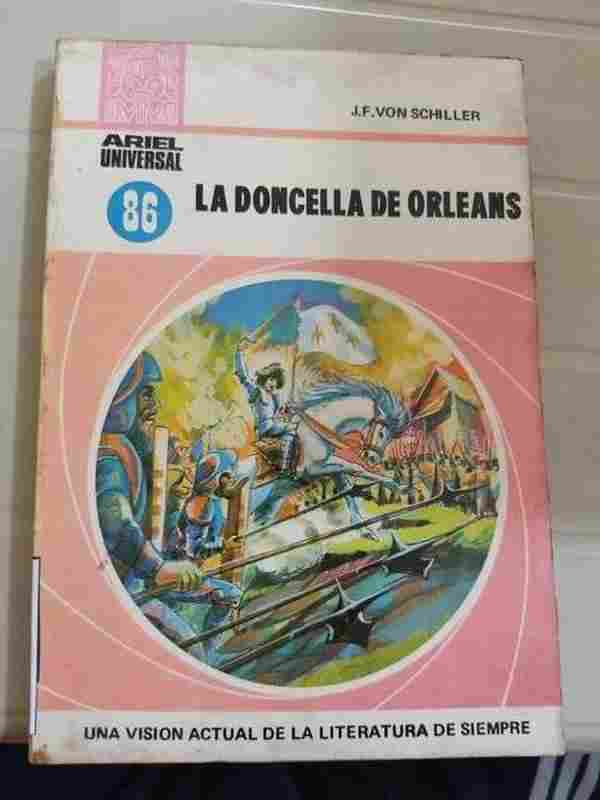 J.F.VON SCHILLER
ARIEL
UNIVERSAL
86
LA DONCELLA DE ORLEANS
UNA VISION ACTUAL DE LA LITERATURA DE SIEMPRE